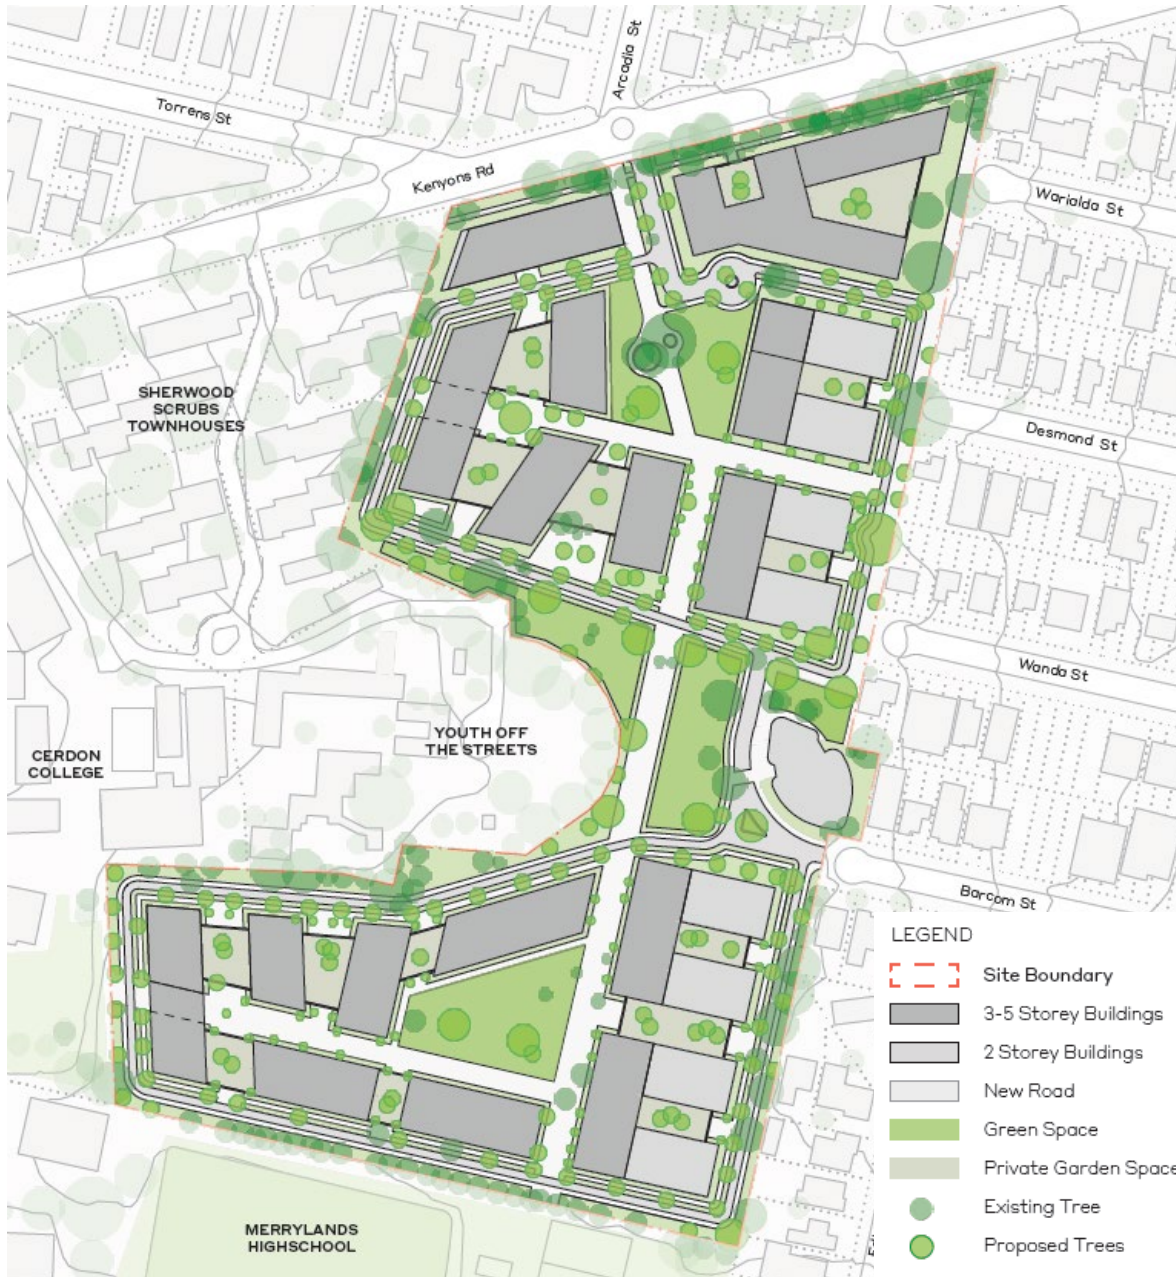 Arcadia St
Torrens St
Kenyons Rd
Warialda St
SHERWOOD
SCRUBS
TOWNHOUSES
Desmond St
Wanda St
YOUTH OFF
THE STREETS
CERDON
COLLEGE
Barcom St
LEGEND
Site Boundary
3-5 Storey Buildings
2 Storey Buildings
New Road
Green Space
Private Garden Space
Existing Tree
Proposed Trees
MERRYLANDS
HIGHSCHOOL